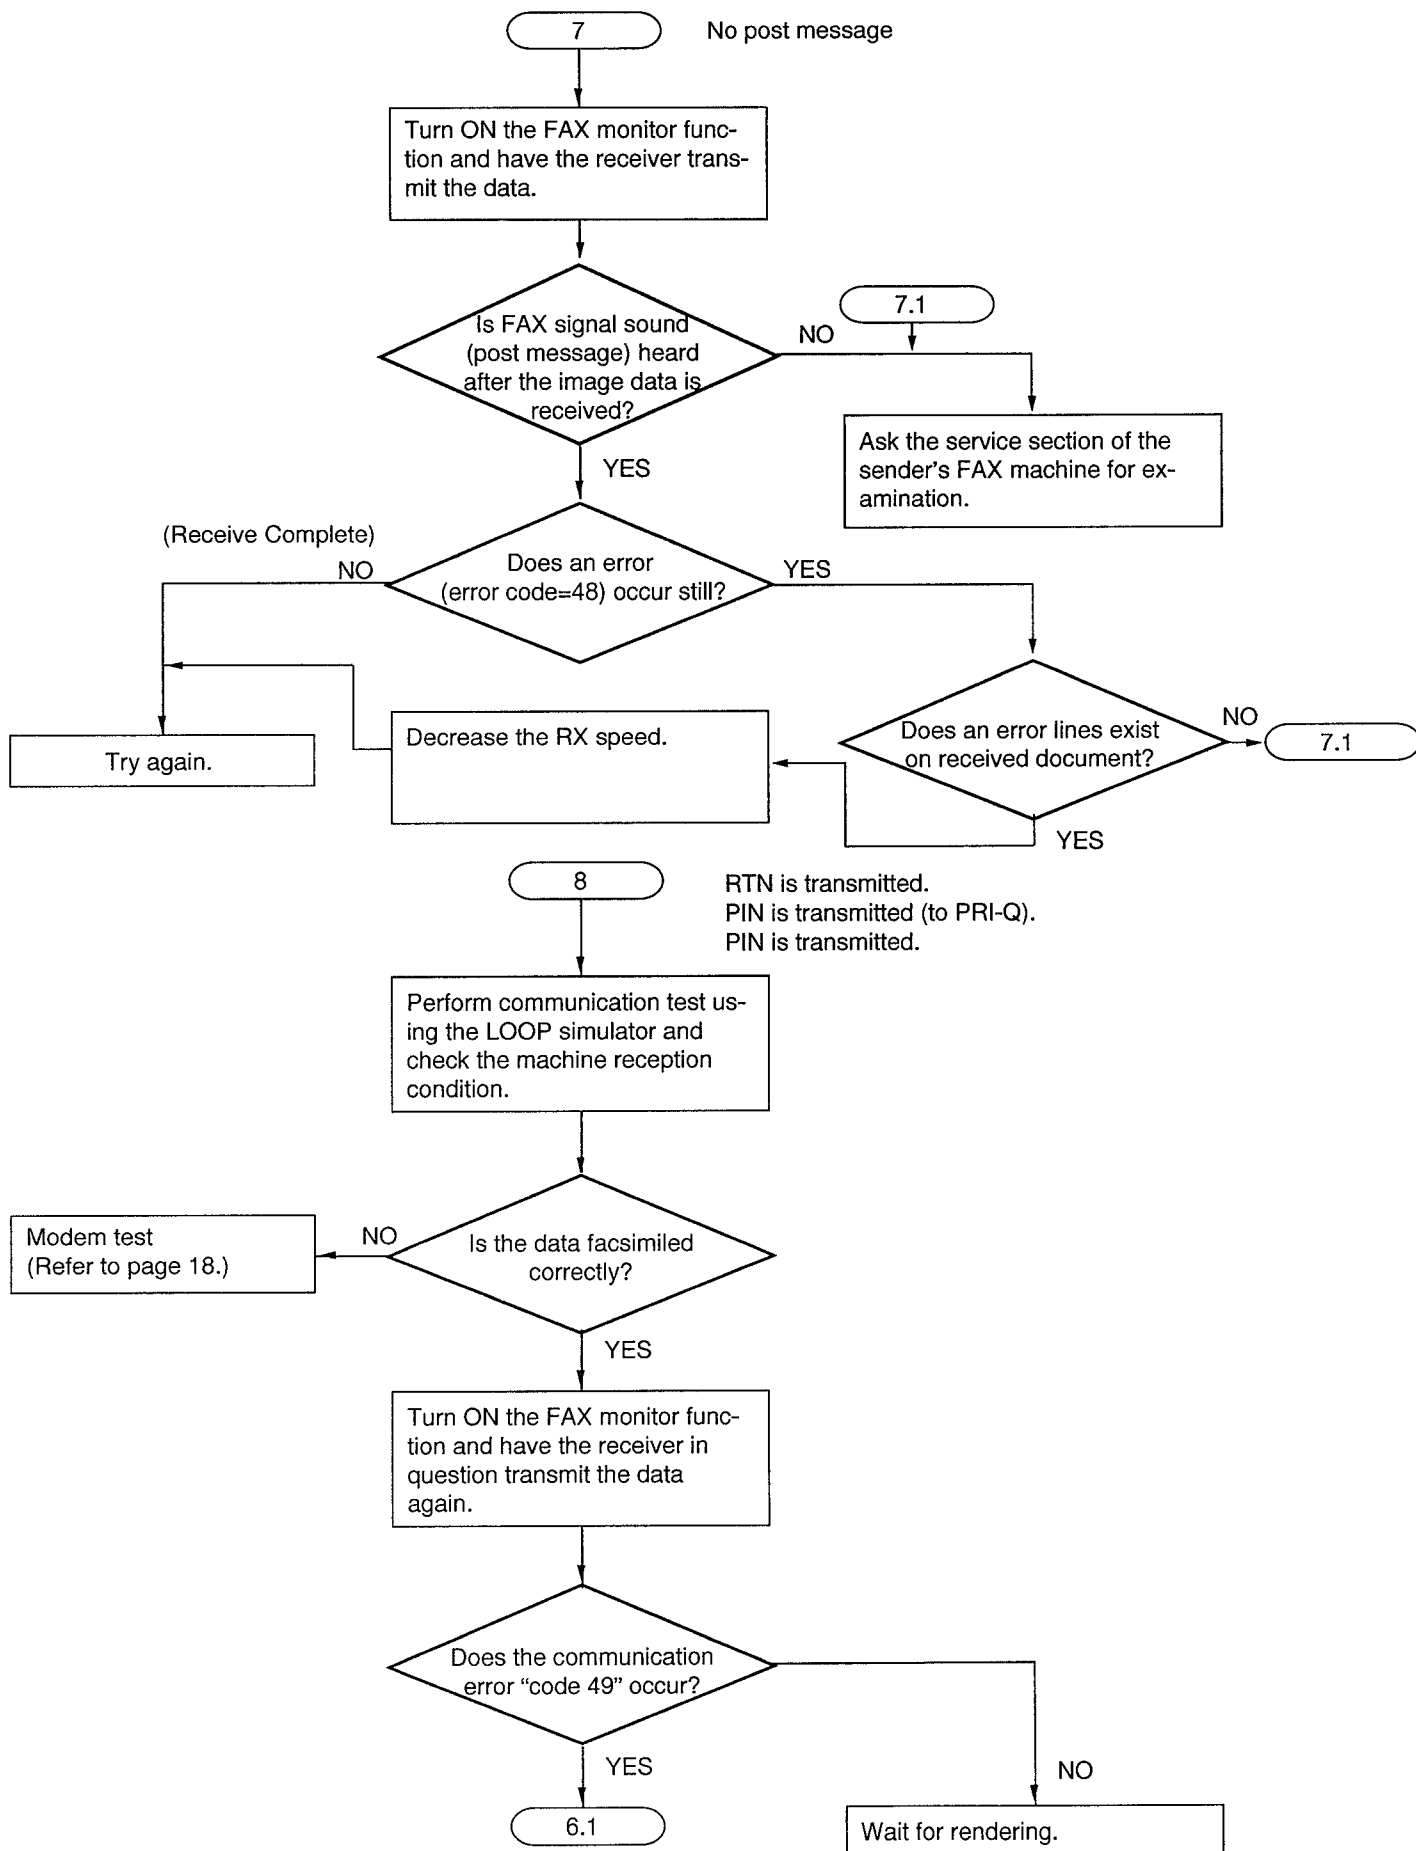 7
No post message
Turn ON the FAX monitor func-
tion and have the receiver trans-
mit the data.
Is FAX signal sound
(post message) heard
after the image data is
received?
NO
7.1
Ask the service section of the
sender's FAX machine for ex-
amination.
YES
(Receive Complete)
NO
Does an error
(error code=48) occur still?
YES
Try again.
Decrease the RX speed.
Does an error lines exist
on received document?
NO
7.1
YES
8
RTN is transmitted.
PIN is transmitted (to PRI-Q).
PIN is transmitted.
Perform communication test us-
ing the LOOP simulator and
check the machine reception
condition.
Modem test
(Refer to page 18.)
NO
Is the data facsimiled
correctly?
YES
Turn ON the FAX monitor func-
tion and have the receiver in
question transmit the data
again.
Does the communication
error “code 49” occur?
YES
NO
6.1
Wait for rendering.